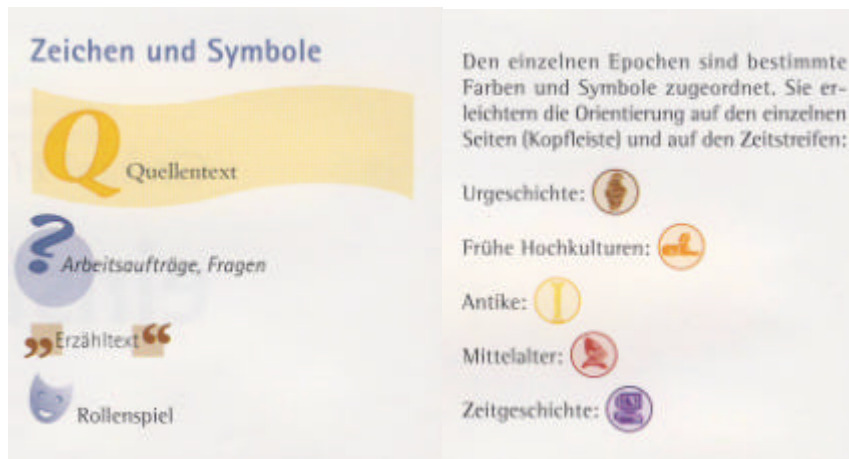 Zeichen und Symbole
Q
Quellentext
?
Arbeitsaufträge, Fragen
„Erzähltext“
Rollenspiel
Den einzelnen Epochen sind bestimmte
Farben und Symbole zugeordnet. Sie er-
leichtern die Orientierung auf den einzelnen
Seiten (Kopfleiste) und auf den Zeitstreifen:
Urgeschichte:
Frühe Hochkulturen:
Antike:
Mittelalter:
Zeitgeschichte: